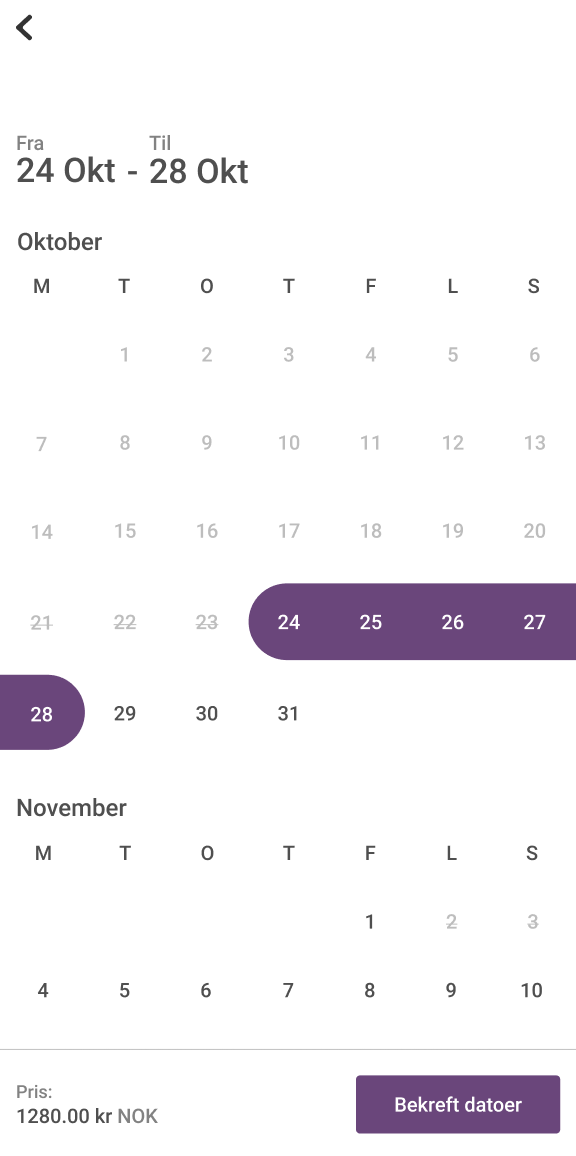 Fra Til
24 Okt - 28 Okt
Oktober
M T O T F L S
1 2 3 4 5 6
7 8 9 10 11 12 13
14 15 16 17 18 19 20
21 22 23 24 25 26 27
28 29 30 31
November
M T O T F L S
1 2 3
4 5 6 7 8 9 10
Pris:
1280.00 kr NOK
Bekreft datoer